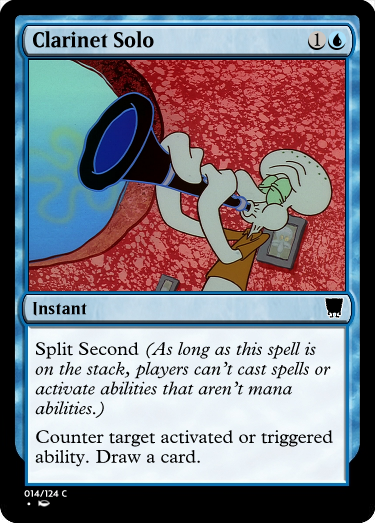 Clarinet Solo 1
Instant
Split Second (As long as this spell is
on the stack, players can't cast spells or
activate abilities that aren't mana
abilities.)
Counter target activated or triggered
ability. Draw a card.
014/124 C